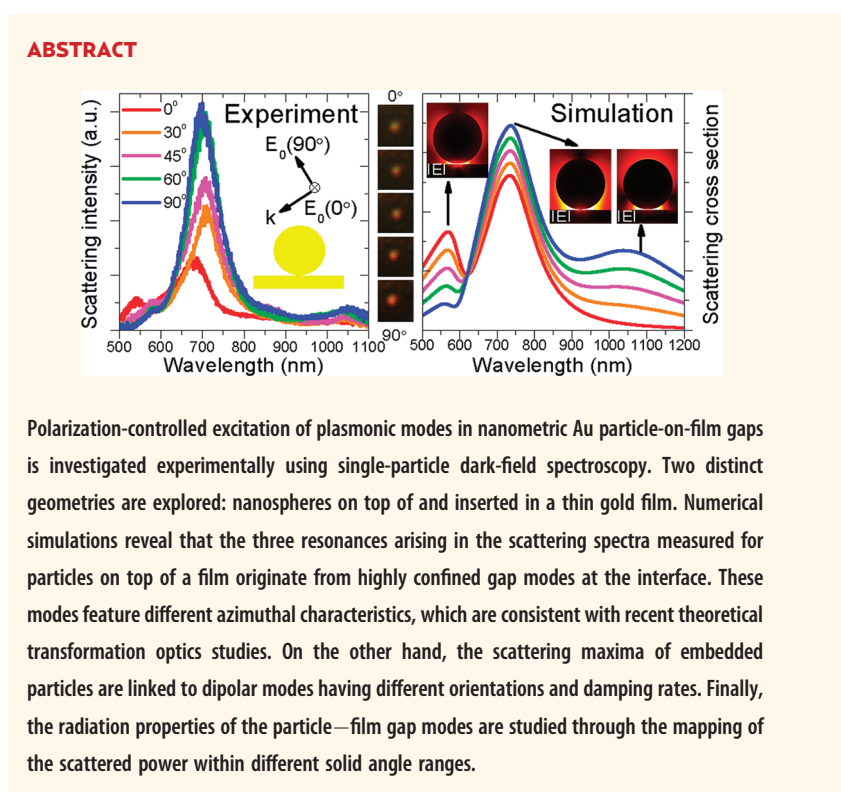 ABSTRACT
Scattering intensity (a.u.)
0°
30°
45°
60°
90°
Experiment
E0(90°)
k
E0(0°)
500 600 700 800 900 1000 1100
Wavelength (nm)
0°
90°
Simulation
|E|
|E|
|E|
500 600 700 800 900 1000 1100 1200
Wavelength (nm)
Scattering cross section
Polarization-controlled excitation of plasmonic modes in nanometric Au particle-on-film gaps
is investigated experimentally using single-particle dark-field spectroscopy. Two distinct
geometries are explored: nanospheres on top of and inserted in a thin gold film. Numerical
simulations reveal that the three resonances arising in the scattering spectra measured for
particles on top of a film originate from highly confined gap modes at the interface. These
modes feature different azimuthal characteristics, which are consistent with recent theoretical
transformation optics studies. On the other hand, the scattering maxima of embedded
particles are linked to dipolar modes having different orientations and damping rates. Finally,
the radiation properties of the particle−film gap modes are studied through the mapping of
the scattered power within different solid angle ranges.